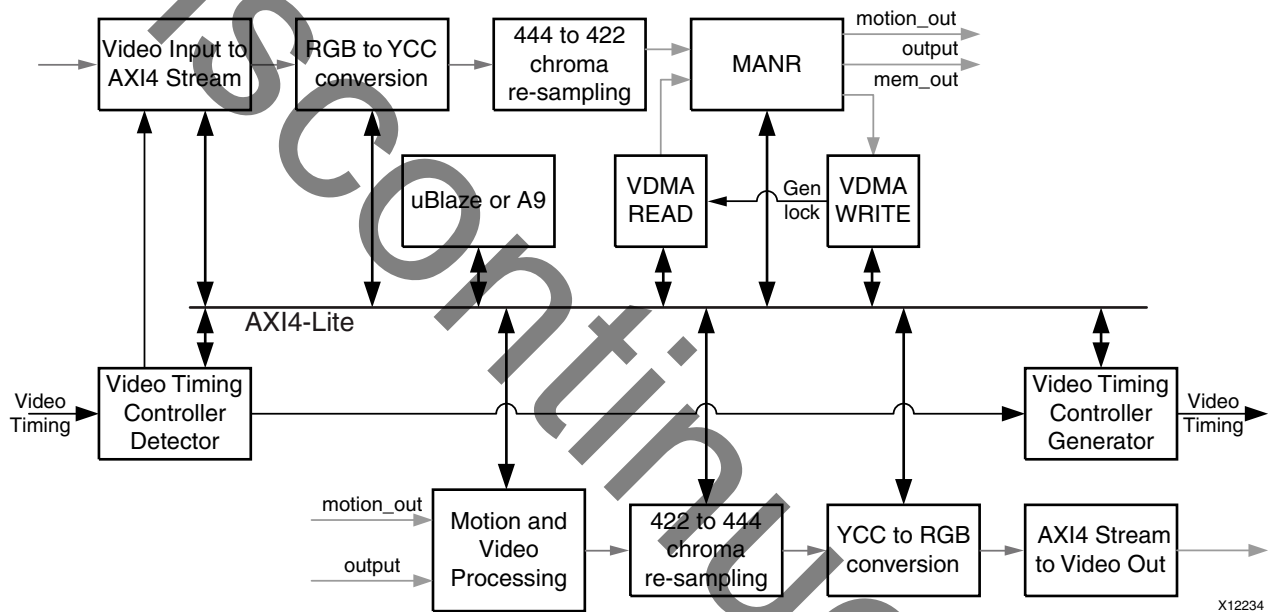 Video Input to
AXI4 Stream
RGB to YCC
conversion
444 to 422
chroma
re-sampling
MANR
motion_out
output
mem_out
uBlaze or A9
VDMA
READ
Gen
lock
VDMA
WRITE
AXI4-Lite
Video
Timing
Video Timing
Controller
Detector
Video Timing
Controller
Generator
Video
Timing
motion_out
output
Motion and
Video
Processing
422 to 444
chroma
re-sampling
YCC to RGB
conversion
AXI4 Stream
to Video Out
X12234